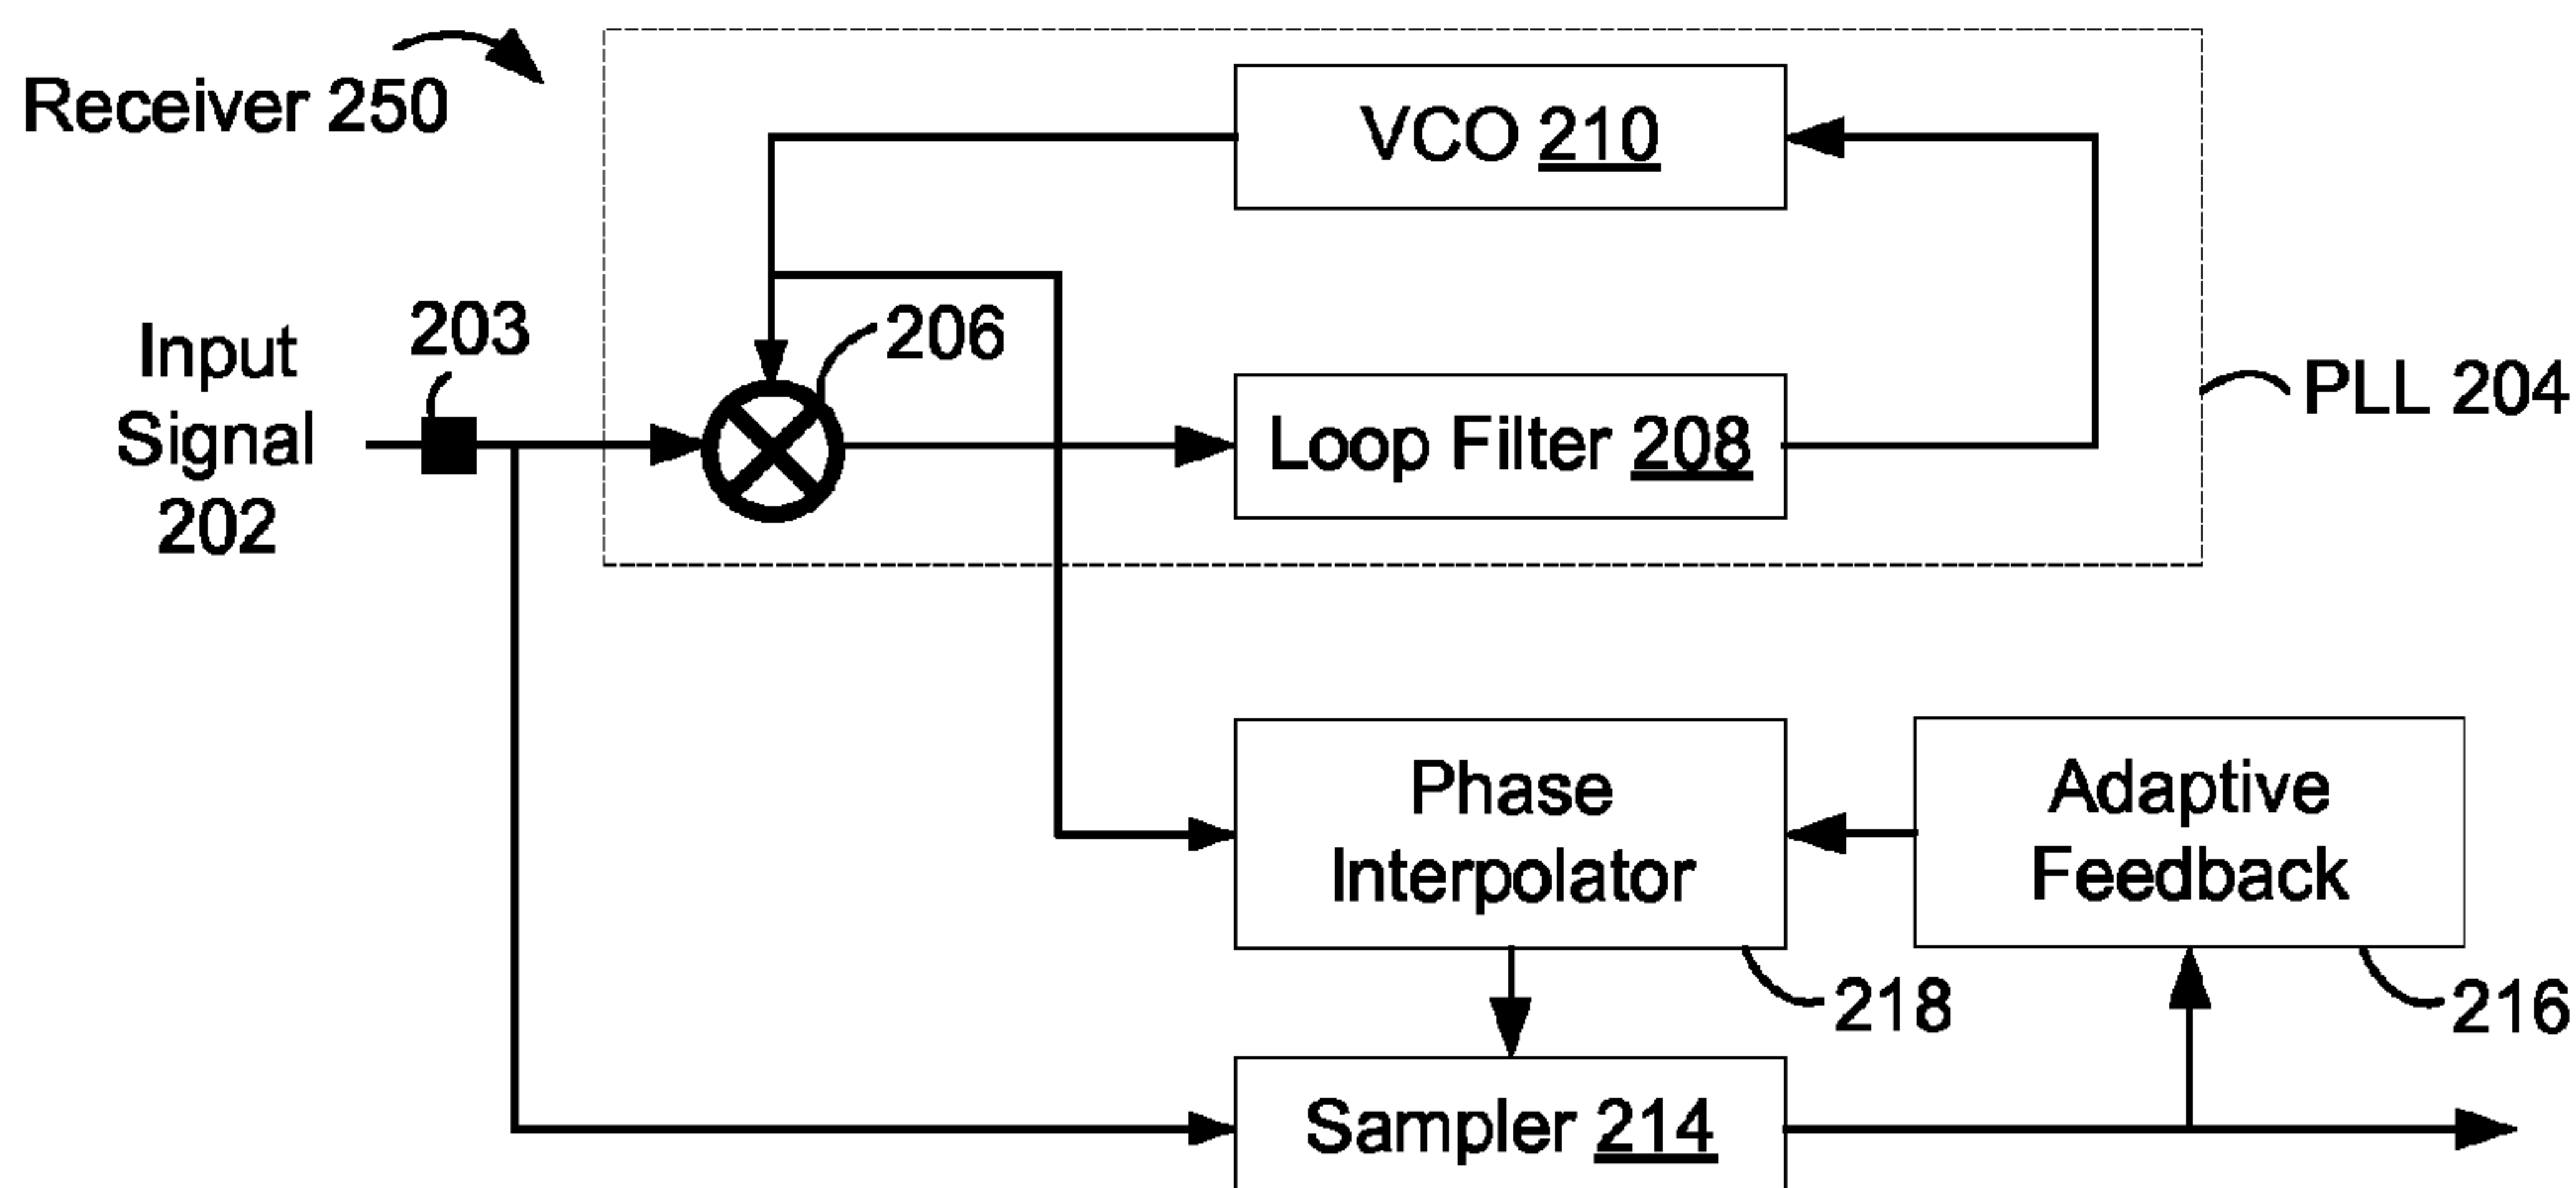 Receiver 250
VCO 210
Input
Signal
202
203
206
PLL 204
Loop Filter 208
Phase
Interpolator
Adaptive
Feedback
218
216
Sampler 214